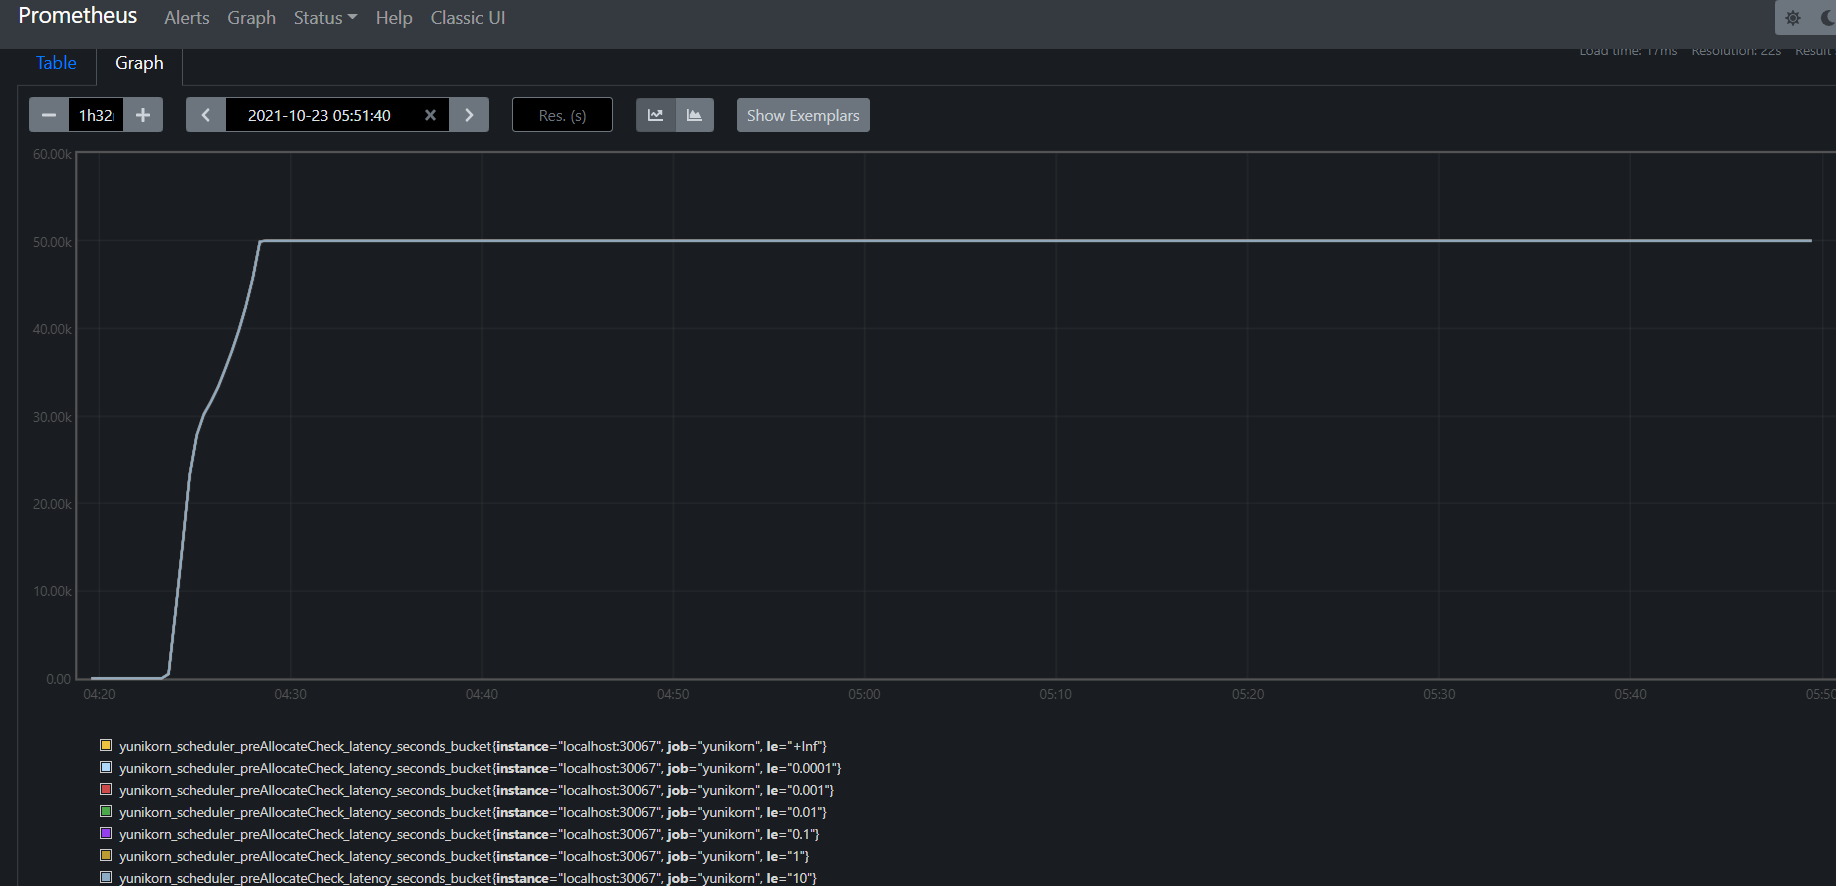 Prometheus Alerts Graph Status Help Classic UI
Load time: 17ms Resolution: 22s Result
Table Graph
1h32 2021-10-23 05:51:40 Res. (s) Show Exemplars
60.00k
50.00k
40.00k
30.00k
20.00k
10.00k
0.00
04:20 04:30 04:40 04:50 05:00 05:10 05:20 05:30 05:40 05:50
yunikorn_scheduler_preAllocateCheck_latency_seconds_bucket{instance="localhost:30067", job="yunikorn", le="+Inf"}
yunikorn_scheduler_preAllocateCheck_latency_seconds_bucket{instance="localhost:30067", job="yunikorn", le="0.0001"}
yunikorn_scheduler_preAllocateCheck_latency_seconds_bucket{instance="localhost:30067", job="yunikorn", le="0.001"}
yunikorn_scheduler_preAllocateCheck_latency_seconds_bucket{instance="localhost:30067", job="yunikorn", le="0.01"}
yunikorn_scheduler_preAllocateCheck_latency_seconds_bucket{instance="localhost:30067", job="yunikorn", le="0.1"}
yunikorn_scheduler_preAllocateCheck_latency_seconds_bucket{instance="localhost:30067", job="yunikorn", le="1"}
yunikorn_scheduler_preAllocateCheck_latency_seconds_bucket{instance="localhost:30067", job="yunikorn", le="10"}